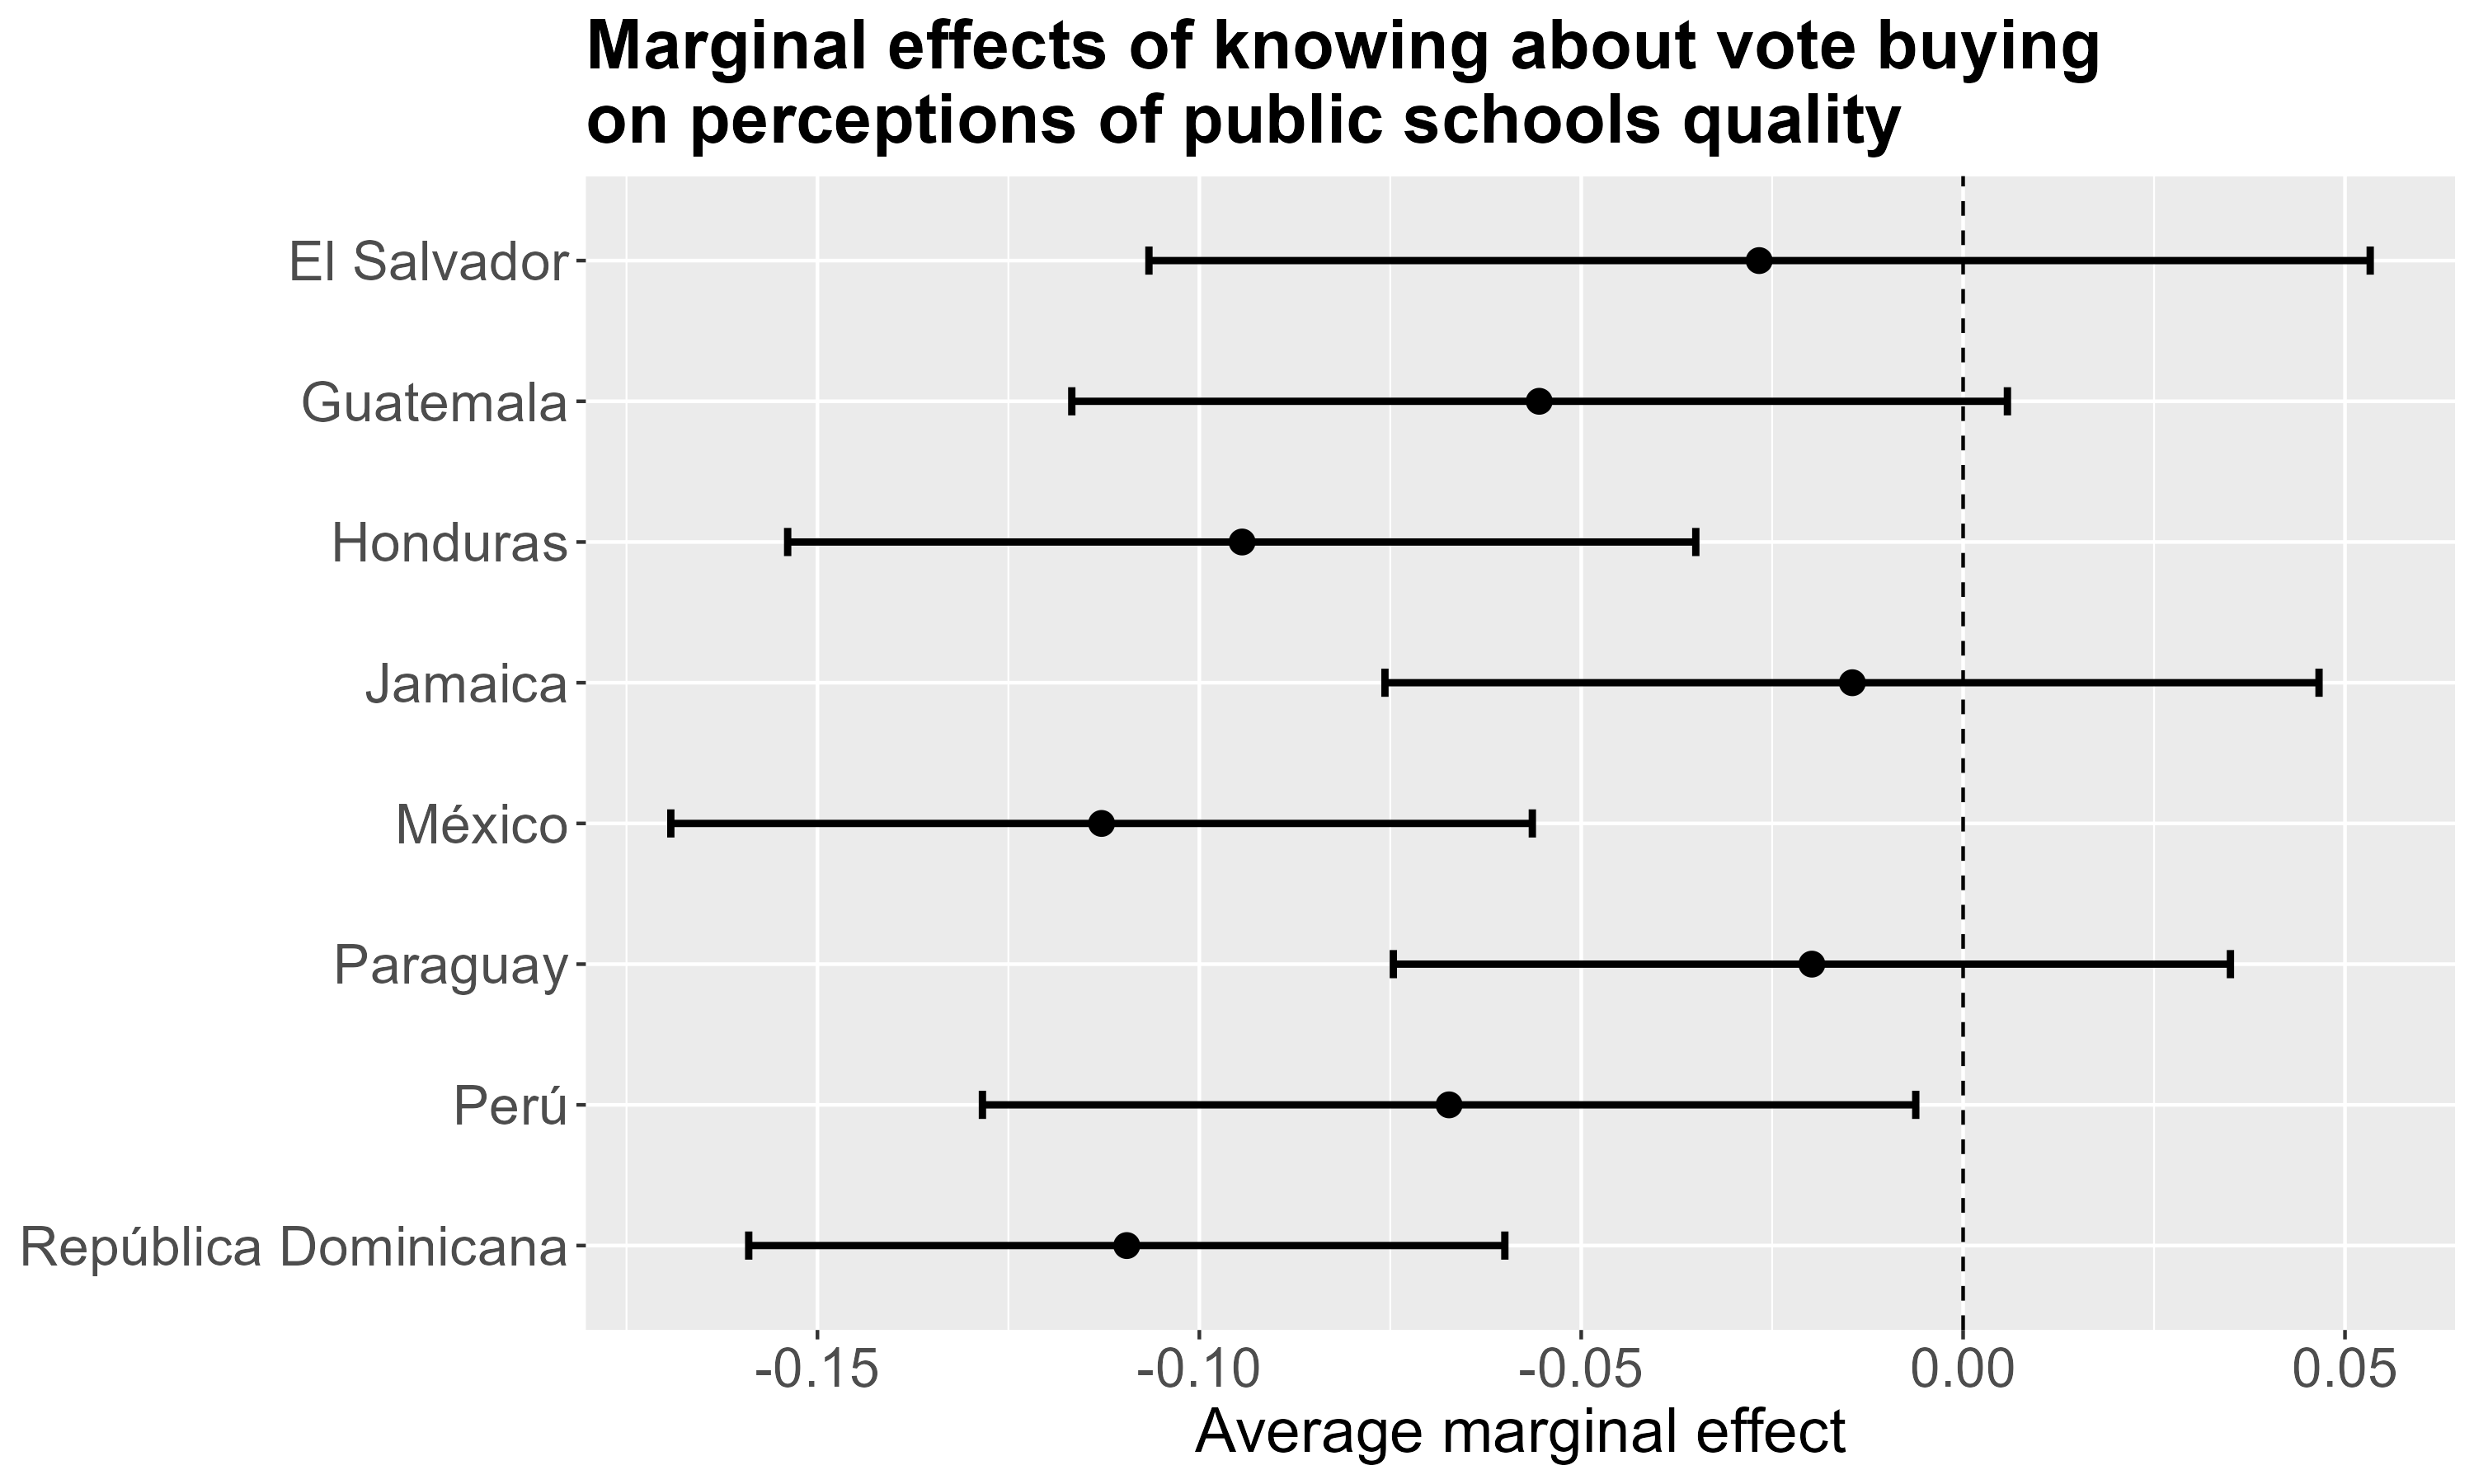 Marginal effects of knowing about vote buying
on perceptions of public schools quality
El Salvador
Guatemala
Honduras
Jamaica
México
Paraguay
Perú
República Dominicana
-0.15 -0.10 -0.05 0.00 0.05
Average marginal effect